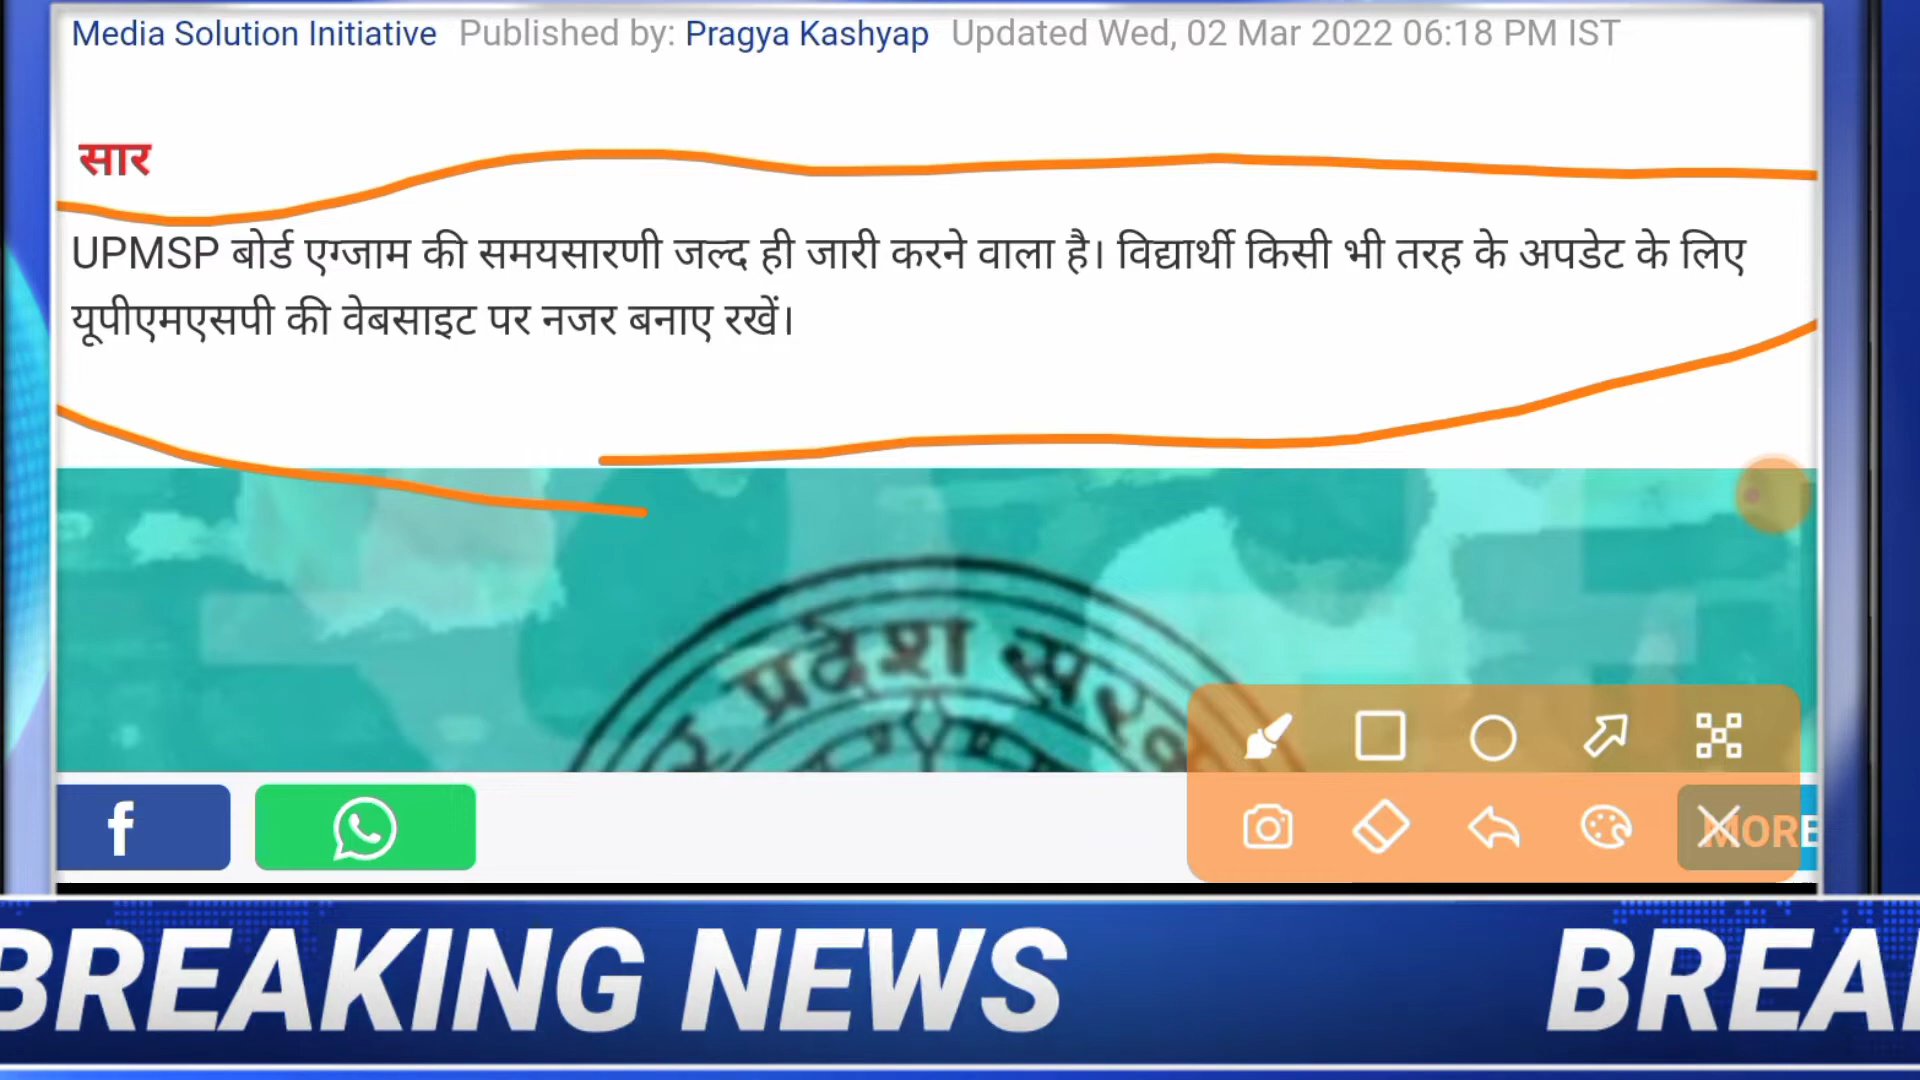 Media Solution Initiative Published by: Pragya Kashyap Updated Wed, 02 Mar 2022 06:18 PM IST
सार
UPMSP बोर्ड एग्जाम की समयसारणी जल्द ही जारी करने वाला है। विद्यार्थी किसी भी तरह के अपडेट के लिए
यूपीएमएसपी की वेबसाइट पर नजर बनाए रखें।
प्रदेश
MORE
BREAKING NEWS BREA